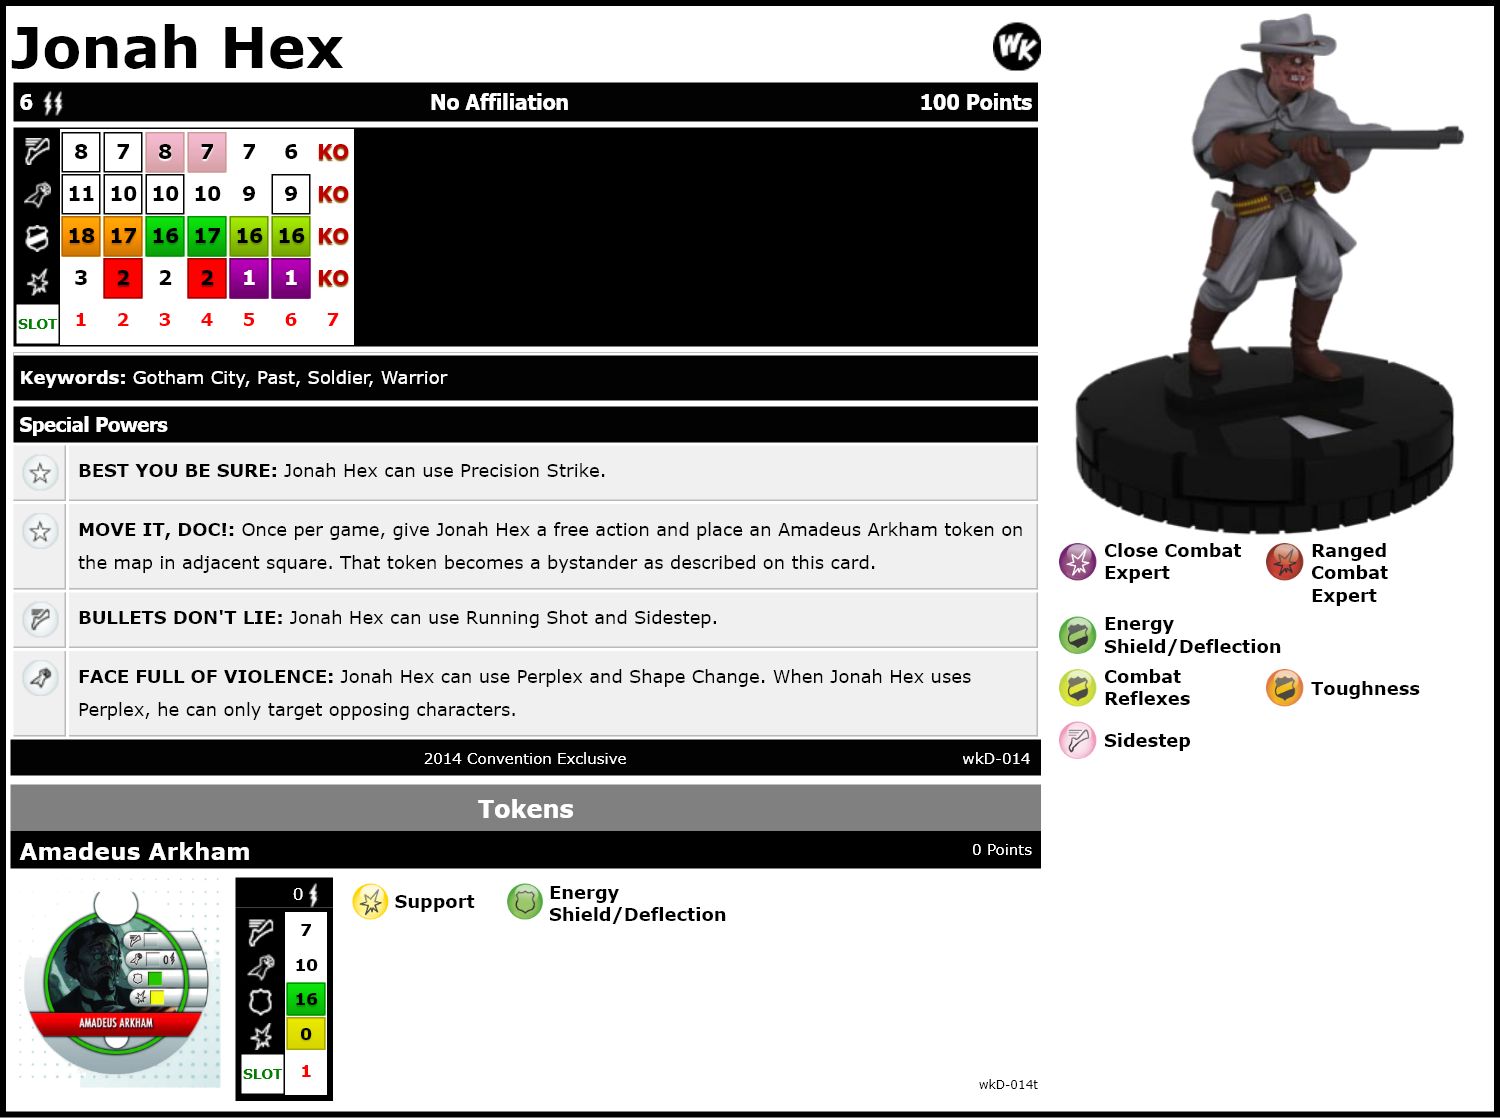 Jonah Hex
WK
6 No Affiliation 100 Points
8 7 8 7 7 6 KO
11 10 10 10 9 9 KO
18 17 16 17 16 16 KO
3 2 2 2 1 1 KO
SLOT 1 2 3 4 5 6 7
Keywords: Gotham City, Past, Soldier, Warrior
Special Powers
BEST YOU BE SURE: Jonah Hex can use Precision Strike.
MOVE IT, DOC!: Once per game, give Jonah Hex a free action and place an Amadeus Arkham token on
the map in adjacent square. That token becomes a bystander as described on this card.
BULLETS DON'T LIE: Jonah Hex can use Running Shot and Sidestep.
FACE FULL OF VIOLENCE: Jonah Hex can use Perplex and Shape Change. When Jonah Hex uses
Perplex, he can only target opposing characters.
2014 Convention Exclusive wkD-014
Close Combat
Expert
Ranged
Combat
Expert
Energy
Shield/Deflection
Combat
Reflexes
Toughness
Sidestep
Tokens
Amadeus Arkham 0 Points
0
AMADEUS ARKHAM
0
7
10
16
0
SLOT 1
Support
Energy
Shield/Deflection
wkD-014t